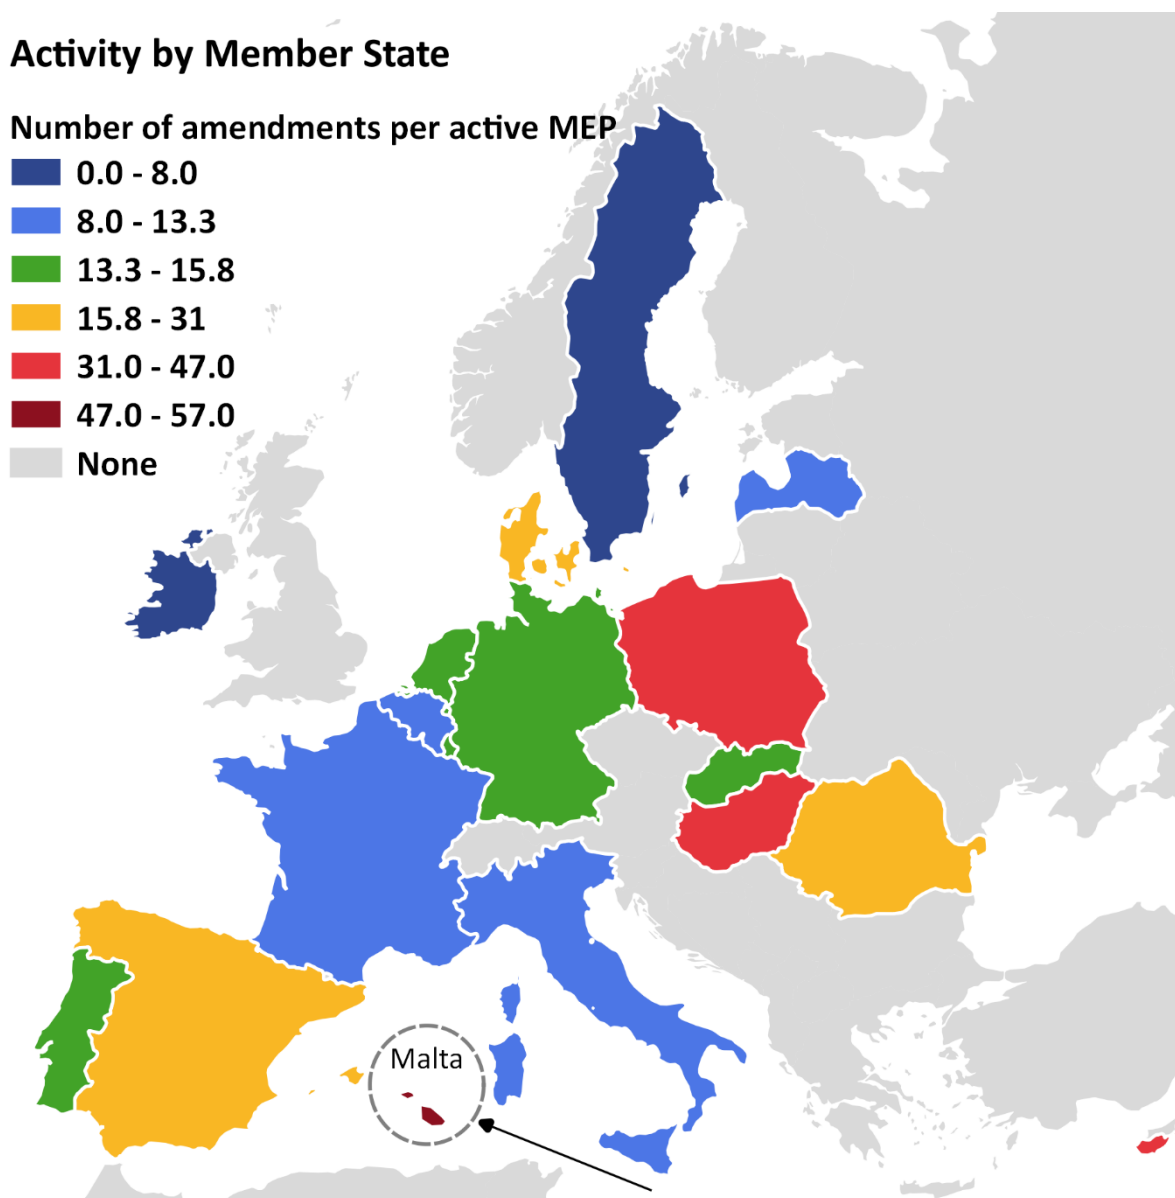 Activity by Member State
Number of amendments per active MEP
0.0 - 8.0
8.0 - 13.3
13.3 - 15.8
15.8 - 31
31.0 - 47.0
47.0 - 57.0
None
Malta